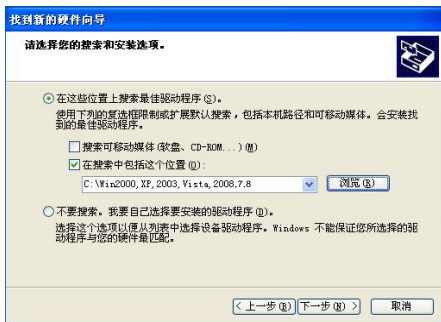 找到新的硬件向导
请选择您的搜索和安装选项。
在这些位置上搜索最佳驱动程序(S)。
使用下列的复选框限制或扩展默认搜索，包括本机路径和可移动媒体。会安装找
到的最佳驱动程序。
搜索可移动媒体(软盘、CD-ROM...)(M)
在搜索中包括这个位置(O):
C:\Win2000,XP,2003,Vista,2008,7,8
浏览(R)
不要搜索。我要自己选择要安装的驱动程序(D)。
选择这个选项以便从列表中选择设备驱动程序。Windows 不能保证您所选择的驱
动程序与您的硬件最匹配。
< 上一步(B) 下一步(N) > 取消